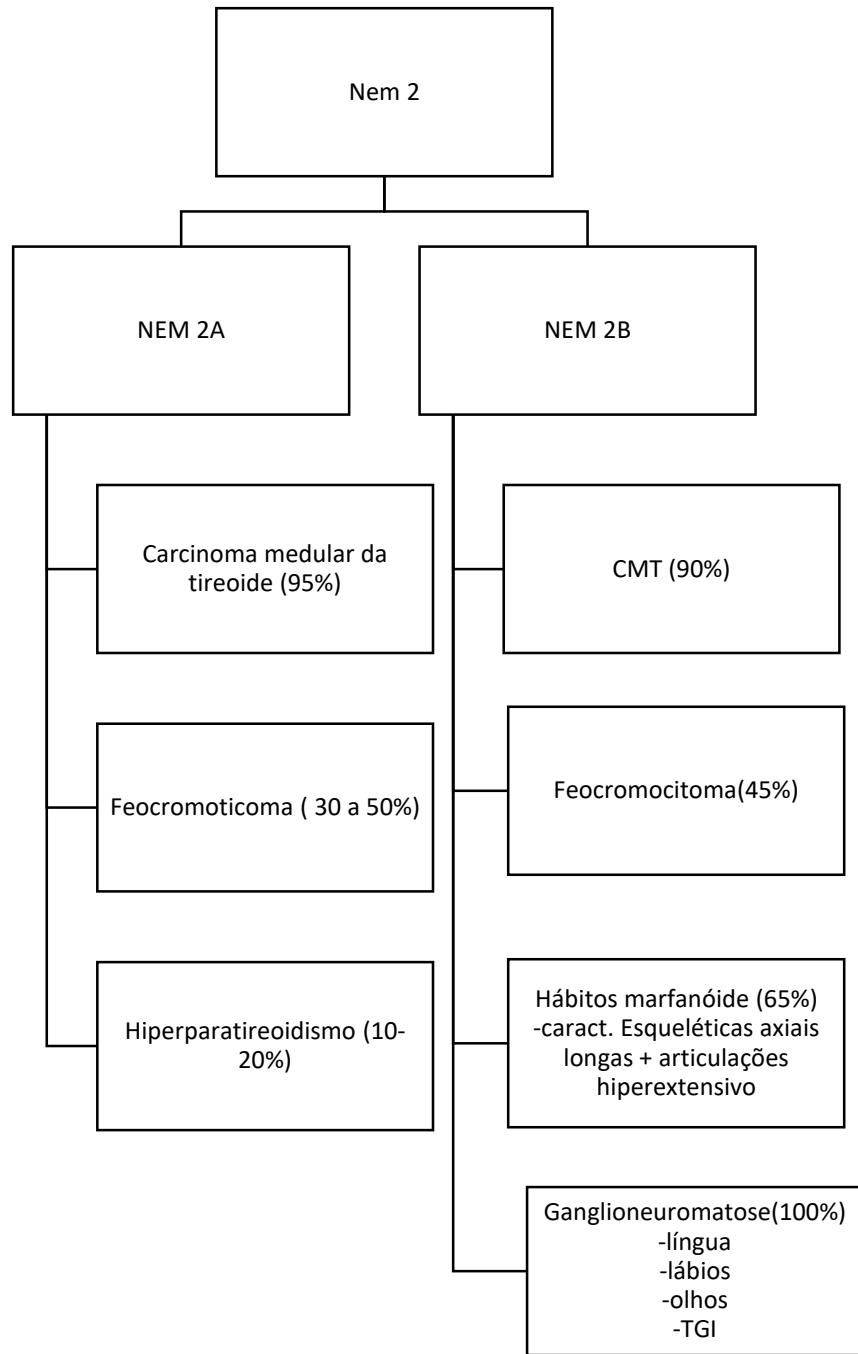 Nem 2
NEM 2A
NEM 2B
Carcinoma medular da
tireoide (95%)
Feocromoticoma ( 30 a 50%)
Hiperparatireoidismo (10-
20%)
CMT (90%)
Feocromocitoma(45%)
Hábitos marfanóide (65%)
-caract. Esqueléticas axiais
longas + articulações
hiperextensivo
Ganglioneuromatose(100%)
-língua
-lábios
-olhos
-TGI